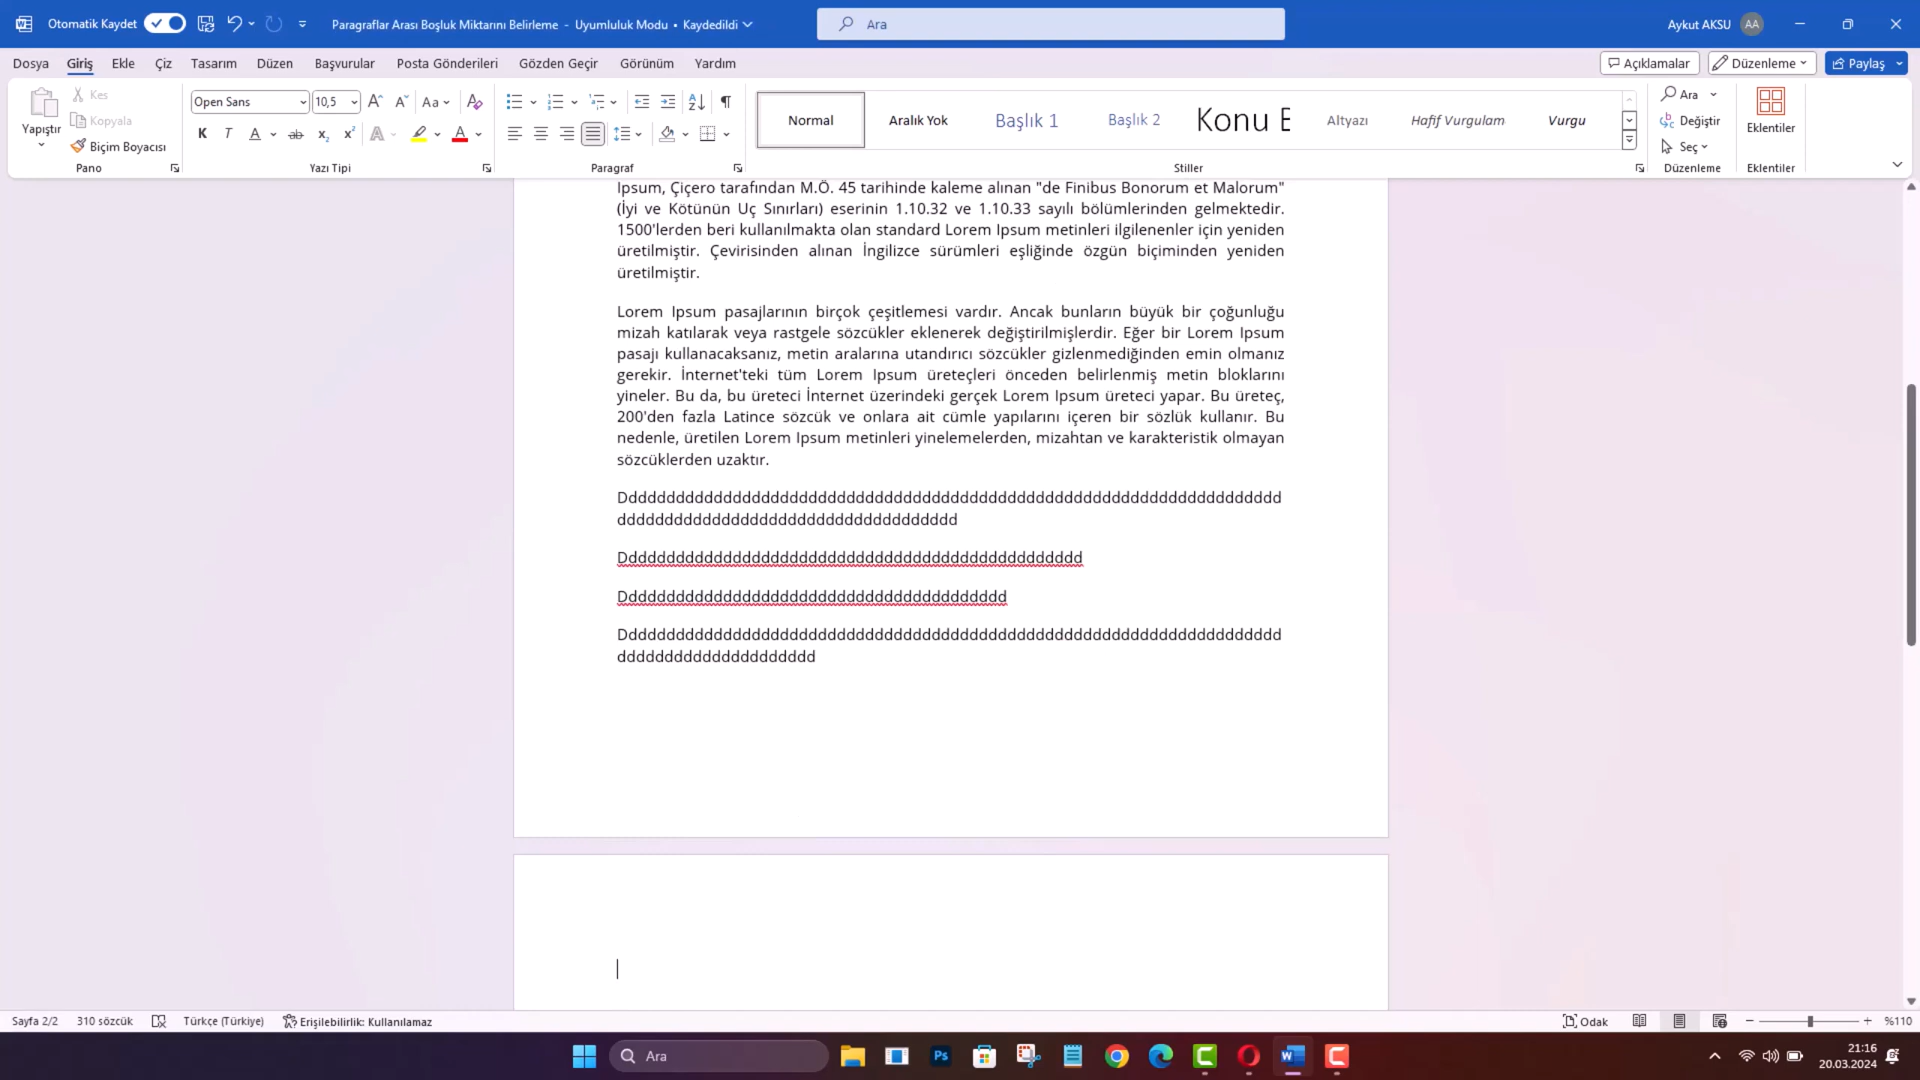 Otomatik Kaydet
Paragraflar Arası Boşluk Miktarını Belirleme - Uyumluluk Modu • Kaydedildi
Ara
Aykut AKSU
AA
Dosya Giriş Ekle Çiz Tasarım Düzen Başvurular Posta Gönderileri Gözden Geçir Görünüm Yardım
Açıklamalar
Düzenleme
Paylaş
Yapıştır
Kes
Kopyala
Biçim Boyacısı
Pano
Open Sans
10,5
Aa
K T A ab x₂ x²
A A
Yazı Tipi
Paragraf
Normal
Aralık Yok
Başlık 1
Başlık 2
Konu E
Altyazı
Hafif Vurgulam
Vurgu
Stiller
Ara
Değiştir
Seç
Düzenleme
Eklentiler
Eklentiler
Ipsum, Çiçero tarafından M.Ö. 45 tarihinde kaleme alınan "de Finibus Bonorum et Malorum"
(İyi ve Kötünün Uç Sınırları) eserinin 1.10.32 ve 1.10.33 sayılı bölümlerinden gelmektedir.
1500'lerden beri kullanılmakta olan standard Lorem Ipsum metinleri ilgilenenler için yeniden
üretilmiştir. Çevirisinden alınan İngilizce sürümleri eşliğinde özgün biçiminden yeniden
üretilmiştir.
Lorem Ipsum pasajlarının birçok çeşitlemesi vardır. Ancak bunların büyük bir çoğunluğu
mizah katılarak veya rastgele sözcükler eklenerek değiştirilmişlerdir. Eğer bir Lorem Ipsum
pasajı kullanacaksanız, metin aralarına utandırıcı sözcükler gizlenmediğinden emin olmanız
gerekir. İnternet'teki tüm Lorem Ipsum üreteçleri önceden belirlenmiş metin bloklarını
yineler. Bu da, bu üreteci İnternet üzerindeki gerçek Lorem Ipsum üreteci yapar. Bu üreteç,
200'den fazla Latince sözcük ve onlara ait cümle yapılarını içeren bir sözlük kullanır. Bu
nedenle, üretilen Lorem Ipsum metinleri yinelemelerden, mizahtan ve karakteristik olmayan
sözcüklerden uzaktır.
Dddddddddddddddddddddddddddddddddddddddddddddddddddddddddddddddddddddd
dddddddddddddddddddddddddddddddddddd
Dddddddddddddddddddddddddddddddddddddddddddddddd
Dddddddddddddddddddddddddddddddddddddddd
Dddddddddddddddddddddddddddddddddddddddddddddddddddddddddddddddddddddd
ddddddddddddddddddddd
Sayfa 2/2
310 sözcük
Türkçe (Türkiye)
Erişilebilirlik: Kullanılamaz
Odak
%110
Ara
Ps
21:16
20.03.2024